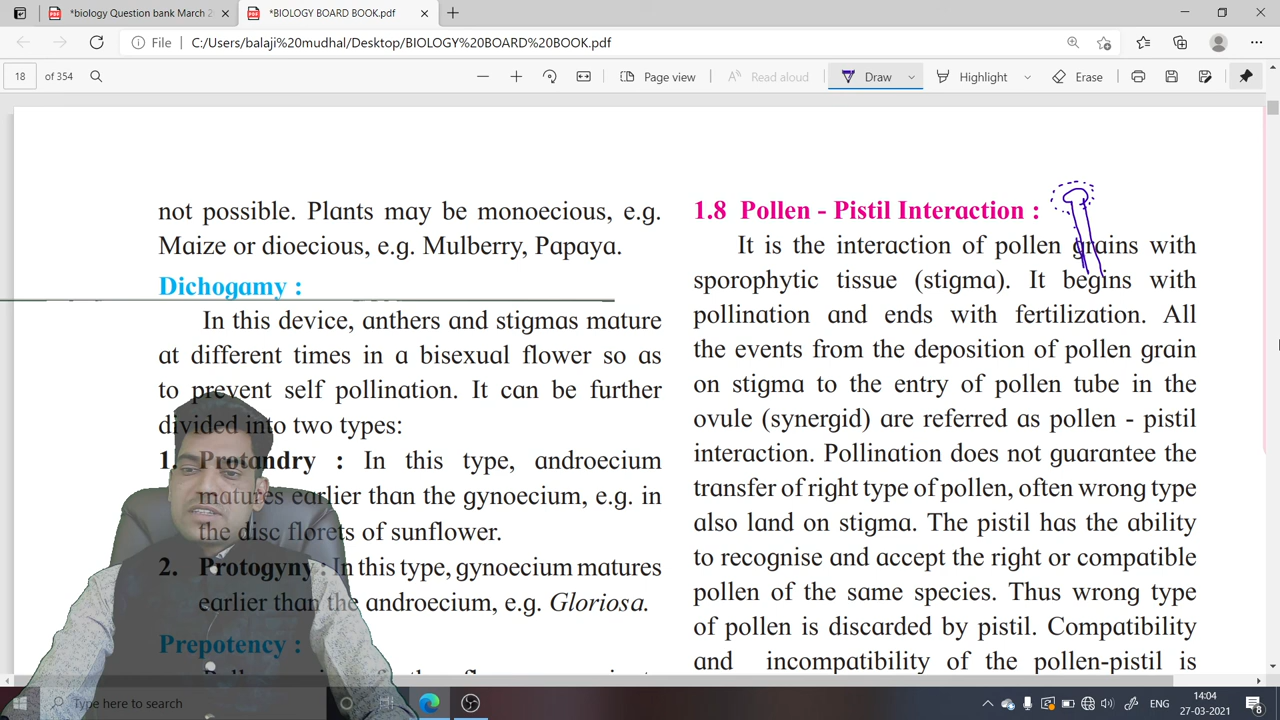 *biology Question bank March 2
*BIOLOGY BOARD BOOK.pdf
File
C:/Users/balaji%20mudhal/Desktop/BIOLOGY%20BOARD%20BOOK.pdf
18 of 354
Page view
Read aloud
Draw
Highlight
Erase
not possible. Plants may be monoecious, e.g.
Maize or dioecious, e.g. Mulberry, Papaya.
Dichogamy :
In this device, anthers and stigmas mature
at different times in a bisexual flower so as
to prevent self pollination. It can be further
divided into two types:
1. Protandry : In this type, androecium
matures earlier than the gynoecium, e.g. in
the disc florets of sunflower.
2. Protogyny : In this type, gynoecium matures
earlier than the androecium, e.g. Gloriosa.
Prepotency :
1.8 Pollen - Pistil Interaction :
It is the interaction of pollen grains with
sporophytic tissue (stigma). It begins with
pollination and ends with fertilization. All
the events from the deposition of pollen grain
on stigma to the entry of pollen tube in the
ovule (synergid) are referred as pollen - pistil
interaction. Pollination does not guarantee the
transfer of right type of pollen, often wrong type
also land on stigma. The pistil has the ability
to recognise and accept the right or compatible
pollen of the same species. Thus wrong type
of pollen is discarded by pistil. Compatibility
and incompatibility of the pollen-pistil is
Type here to search
ENG
14:04
27-03-2021
8